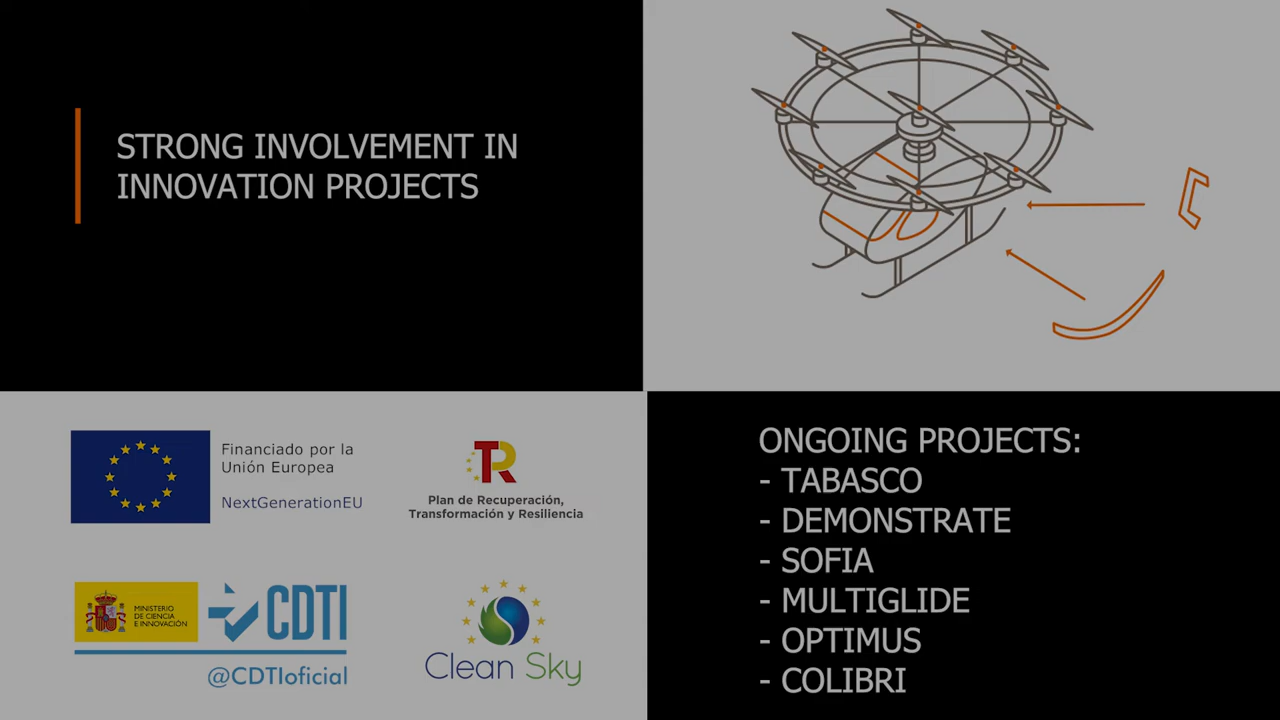 STRONG INVOLVEMENT IN
INNOVATION PROJECTS
Financiado por la
Unión Europea
NextGenerationEU
TR
Plan de Recuperación,
Transformación y Resiliencia
MINISTERIO
DE CIENCIA
E INNOVACIÓN
CDTI
@CDTIoficial
Clean Sky
ONGOING PROJECTS:
- TABASCO
- DEMONSTRATE
- SOFIA
- MULTIGLIDE
- OPTIMUS
- COLIBRI